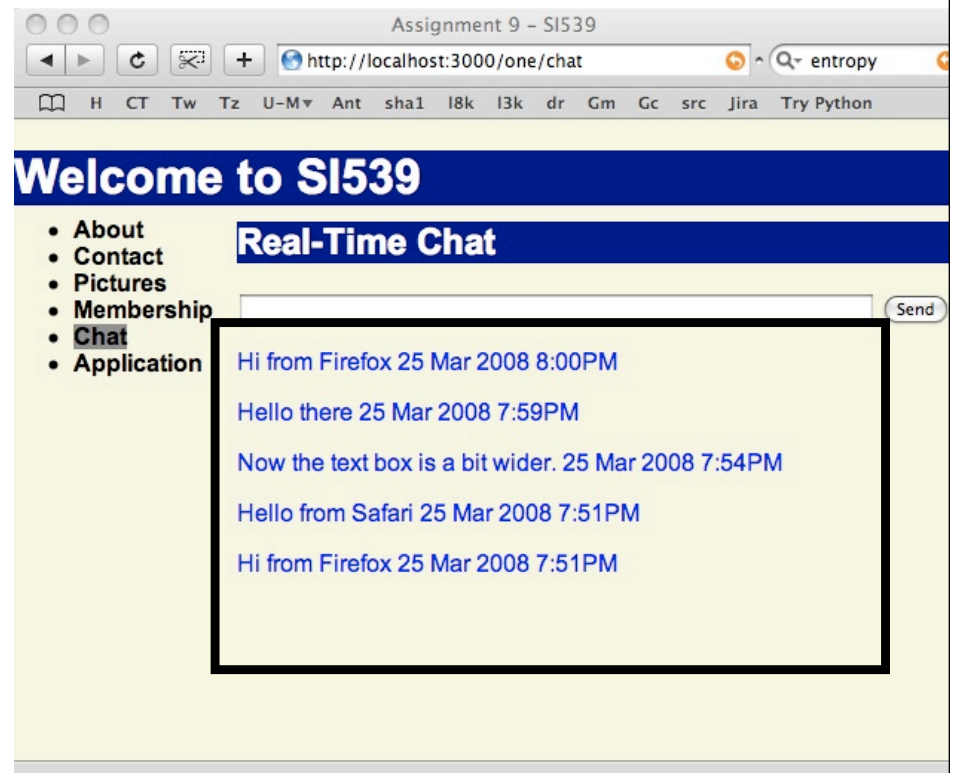 Assignment 9 – SI539
http://localhost:3000/one/chat
entropy
H CT Tw Tz U-M▾ Ant sha1 l8k l3k dr Gm Gc src Jira Try Python
Welcome to SI539
• About
• Contact
• Pictures
• Membership
• Chat
• Application
Real-Time Chat
Send
Hi from Firefox 25 Mar 2008 8:00PM
Hello there 25 Mar 2008 7:59PM
Now the text box is a bit wider. 25 Mar 2008 7:54PM
Hello from Safari 25 Mar 2008 7:51PM
Hi from Firefox 25 Mar 2008 7:51PM